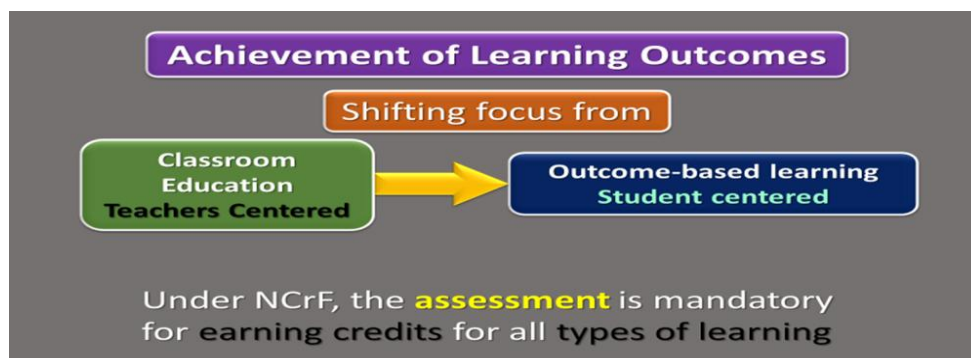 Achievement of Learning Outcomes
Shifting focus from
Classroom
Education
Teachers Centered
Outcome-based learning
Student centered
Under NCrF, the assessment is mandatory
for earning credits for all types of learning